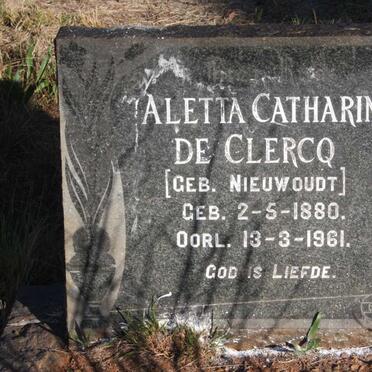 ALETTA CATHARIN
DE CLERCQ
[GEB. NIEUWOUDT]
GEB. 2-5-1880.
OORL. 13-3-1961.
GOD IS LIEFDE.